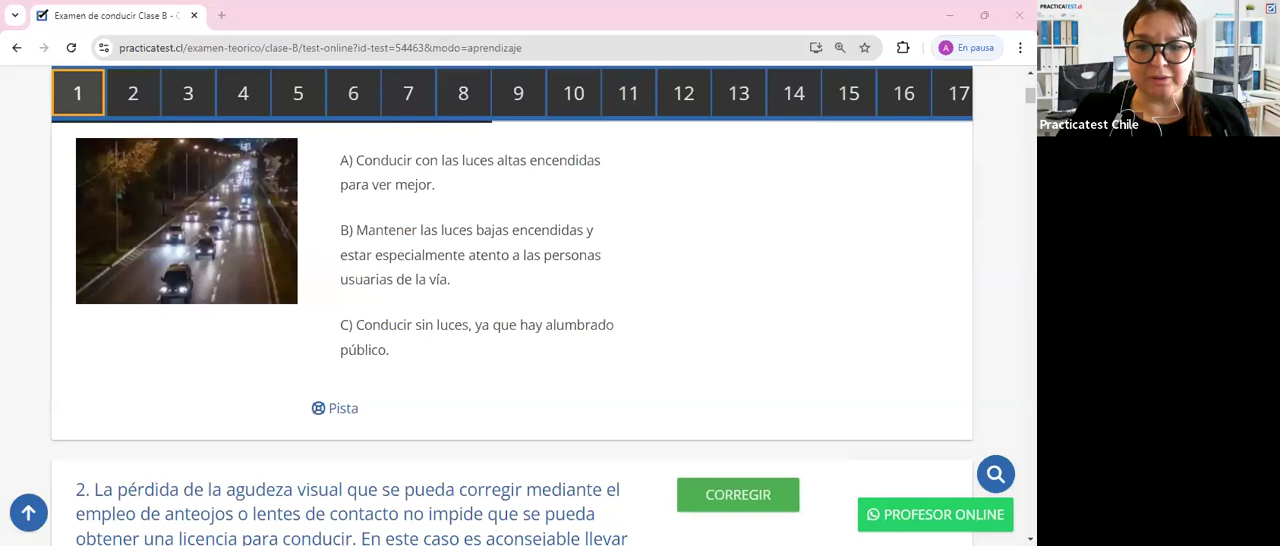 Examen de conducir Clase B - C
practicatest.cl/examen-teorico/clase-B/test-online?id-test=54463&modo=aprendizaje
A
En pausa
PRACTICATEST.cl
Practicatest Chile
1 2 3 4 5 6 7 8 9 10 11 12 13 14 15 16 17
A) Conducir con las luces altas encendidas
para ver mejor.
B) Mantener las luces bajas encendidas y
estar especialmente atento a las personas
usuarias de la vía.
C) Conducir sin luces, ya que hay alumbrado
público.
Pista
2. La pérdida de la agudeza visual que se pueda corregir mediante el
empleo de anteojos o lentes de contacto no impide que se pueda
obtener una licencia para conducir. En este caso es aconsejable llevar
CORREGIR
PROFESOR ONLINE